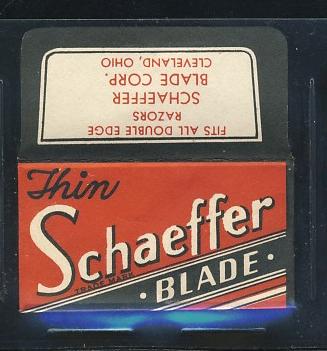 FITS ALL DOUBLE EDGE
RAZORS
SCHAEFFER
BLADE CORP.
CLEVELAND, OHIO
Thin
Schaeffer
TRADE MARK
· BLADE ·